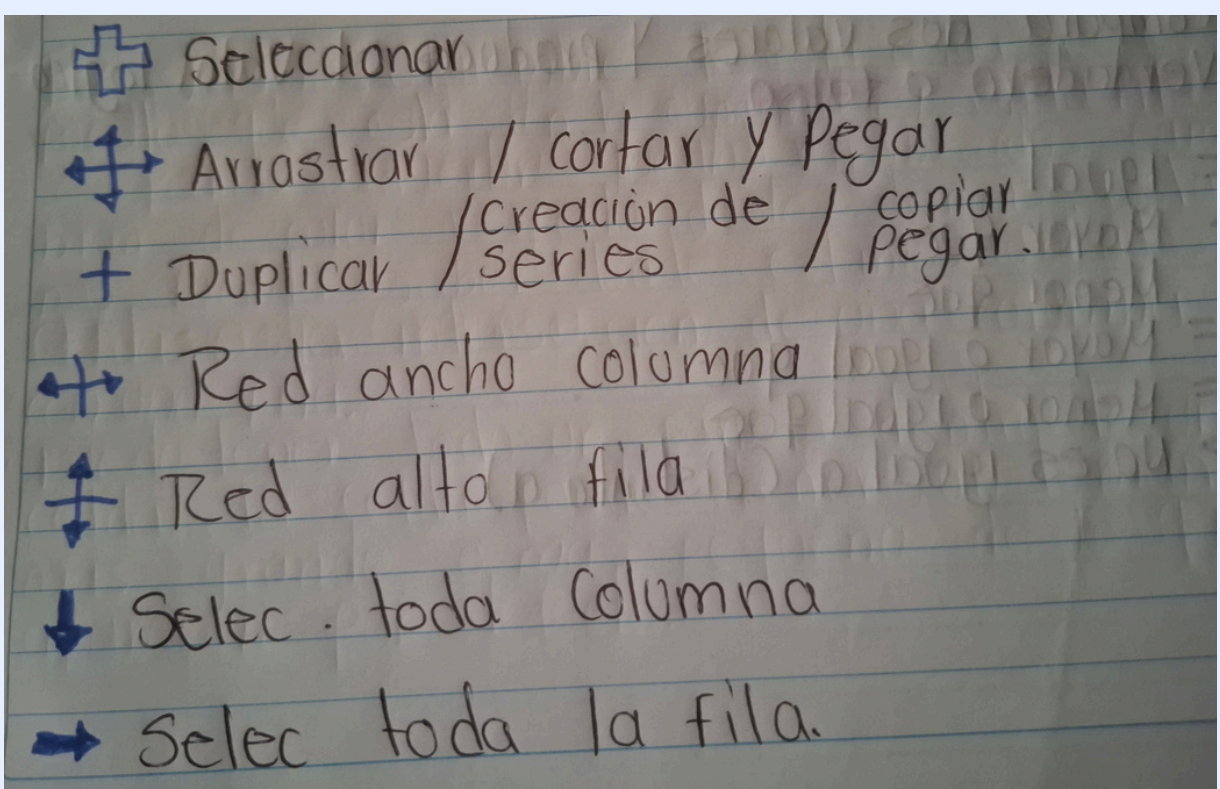 Seleccionar
Arrastrar / cortar y Pegar
Duplicar / creación de series / copiar pegar.
Red ancho columna
Red alto fila
Selec. toda Columna
Selec toda la fila.